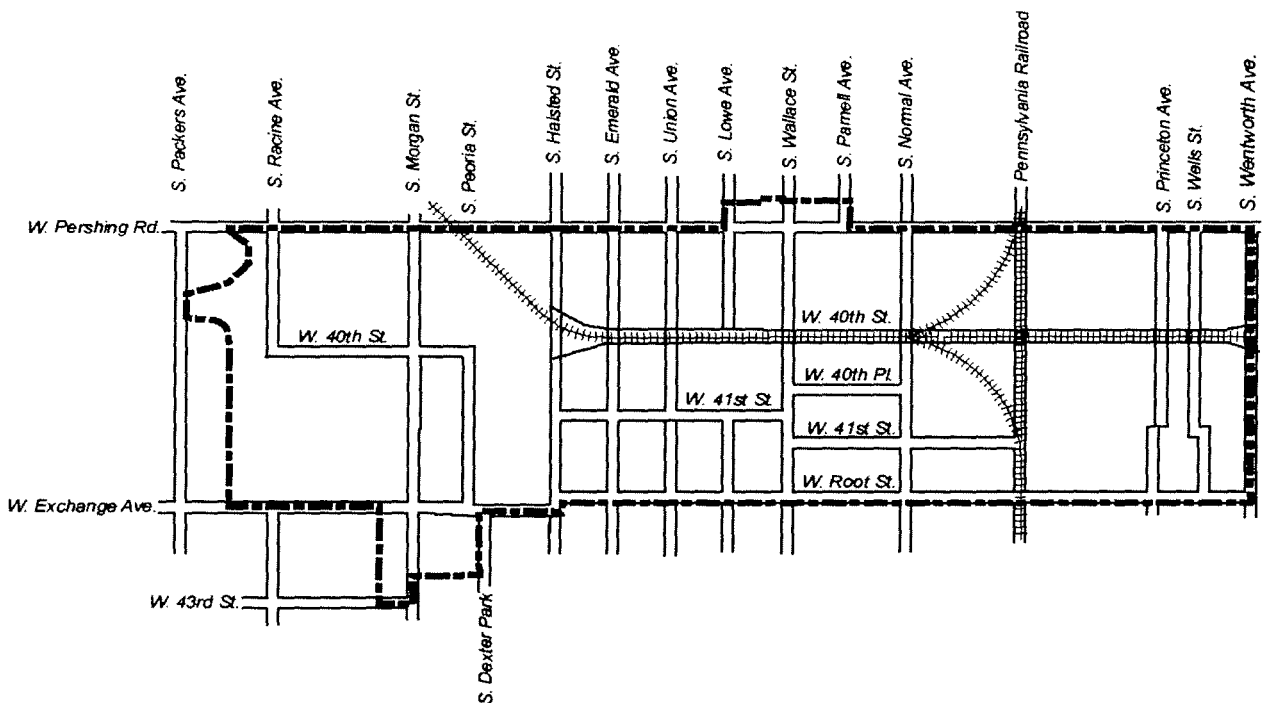 S. Packers Ave.
S. Racine Ave.
S. Morgan St.
S. Peoria St.
S. Halsted St.
S. Emerald Ave.
S. Union Ave.
S. Lowe Ave.
S. Wallace St.
S. Parnell Ave.
S. Normal Ave.
Pennsylvania Railroad
S. Princeton Ave.
S. Wells St.
S. Wentworth Ave.
W. Pershing Rd.
W. 40th St.
W. 40th St.
W. 40th Pl.
W. 41st St.
W. 41st St.
W. Root St.
W. Exchange Ave.
W. 43rd St.
S. Dexter Park